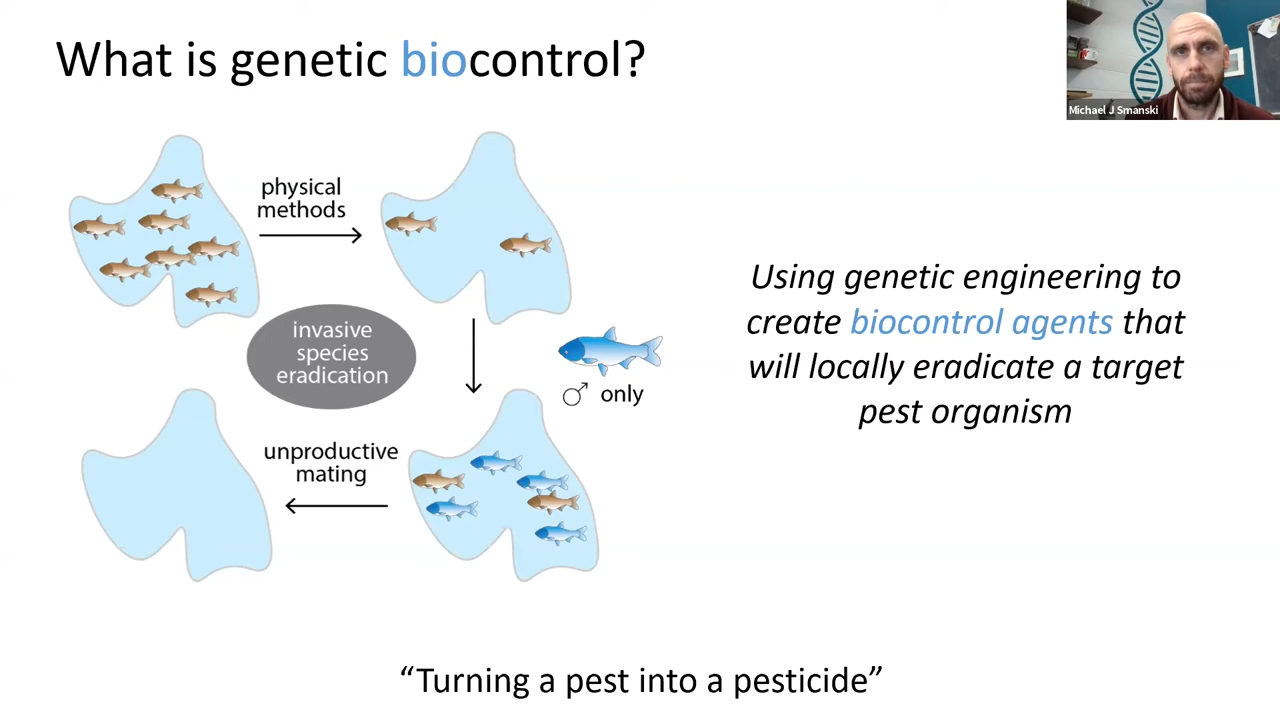 What is genetic biocontrol?
Michael J Smanski
physical
methods
invasive
species
eradication
♂ only
unproductive
mating
Using genetic engineering to
create biocontrol agents that
will locally eradicate a target
pest organism
“Turning a pest into a pesticide”